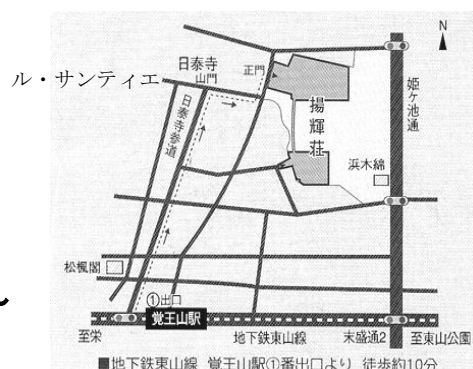 N
日泰寺
山門
正門
ル・サンティエ
姫ケ池通
揚輝荘
日泰寺参道
浜木綿
松楓閣
①出口
覚王山駅
至栄
地下鉄東山線
末盛通2
至東山公園
■地下鉄東山線 覚王山駅①番出口より 徒歩約10分